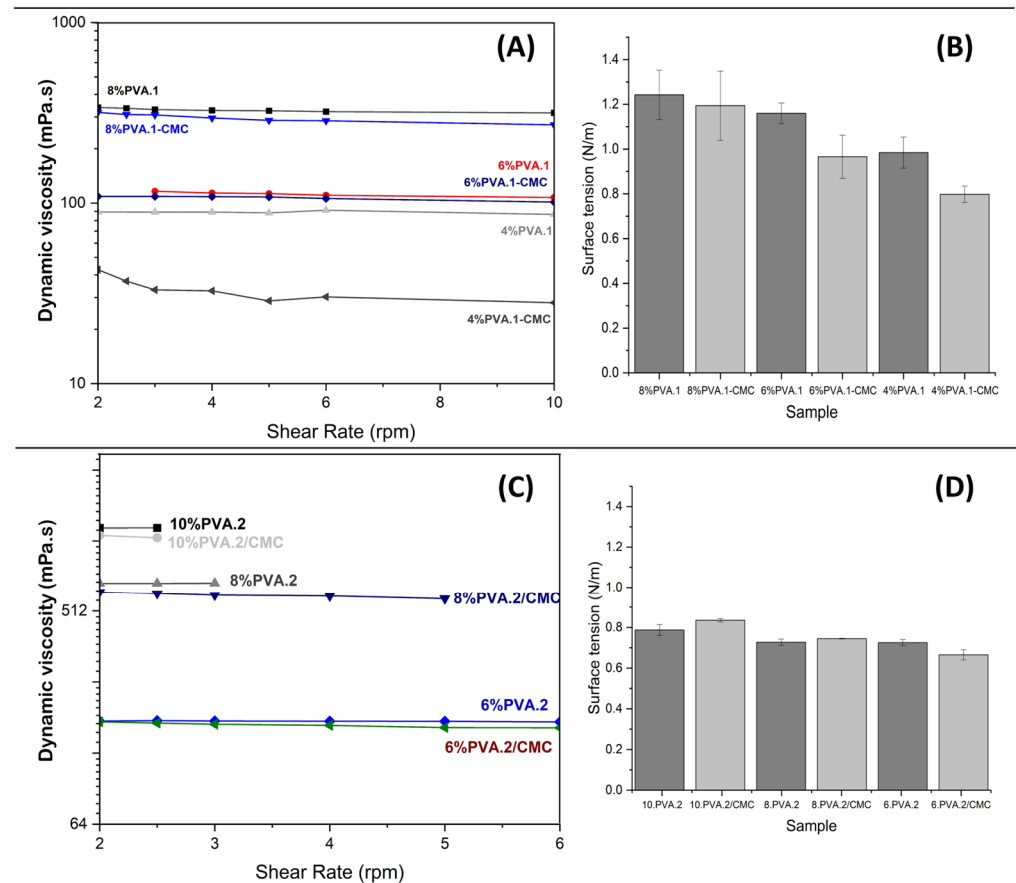 (A)
Dynamic viscosity (mPa.s)
1000
100
10
8%PVA.1
8%PVA.1-CMC
6%PVA.1
6%PVA.1-CMC
4%PVA.1
4%PVA.1-CMC
2
4
6
8
10
Shear Rate (rpm)
(B)
Surface tension (N/m)
1.4
1.2
1.0
0.8
0.6
0.4
0.2
0.0
8%PVA.1
8%PVA.1-CMC
6%PVA.1
6%PVA.1-CMC
4%PVA.1
4%PVA.1-CMC
Sample
(C)
Dynamic viscosity (mPa.s)
512
64
10%PVA.2
10%PVA.2/CMC
8%PVA.2
8%PVA.2/CMC
6%PVA.2
6%PVA.2/CMC
2
3
4
5
6
Shear Rate (rpm)
(D)
Surface tension (N/m)
1.4
1.2
1.0
0.8
0.6
0.4
0.2
0.0
10.PVA.2
10.PVA.2/CMC
8.PVA.2
8.PVA.2/CMC
6.PVA.2
6.PVA.2/CMC
Sample